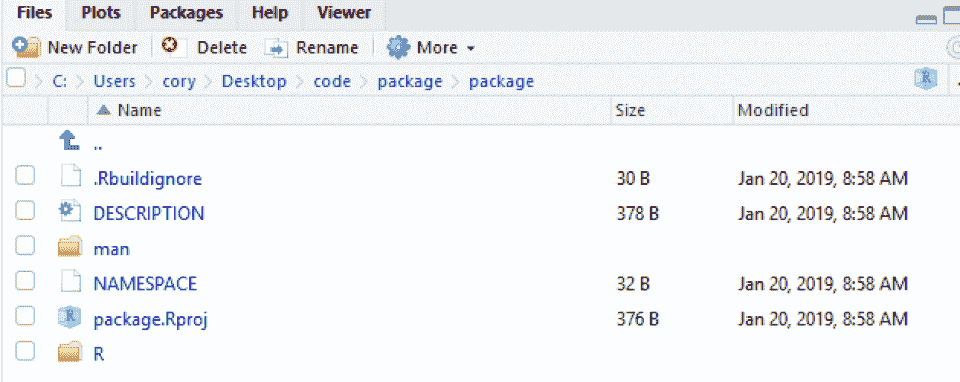 Files Plots Packages Help Viewer
New Folder Delete Rename More
C: Users cory Desktop code package package
Name Size Modified
..
.Rbuildignore 30 B Jan 20, 2019, 8:58 AM
DESCRIPTION 378 B Jan 20, 2019, 8:58 AM
man
NAMESPACE 32 B Jan 20, 2019, 8:58 AM
package.Rproj 376 B Jan 20, 2019, 8:58 AM
R